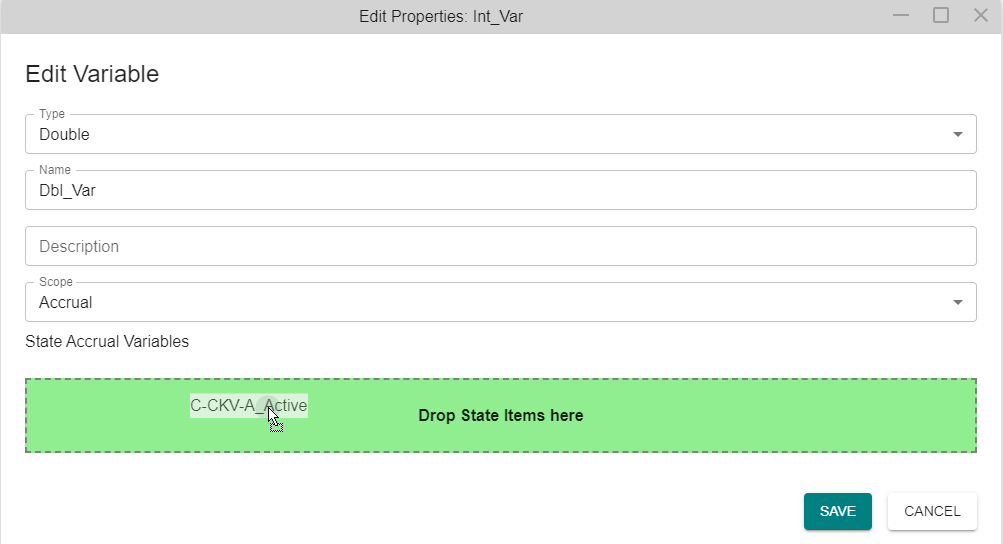 Edit Properties: Int_Var
Edit Variable
Type
Double
Name
Dbl_Var
Description
Scope
Accrual
State Accrual Variables
C-CKV-A_Active
Drop State Items here
SAVE CANCEL